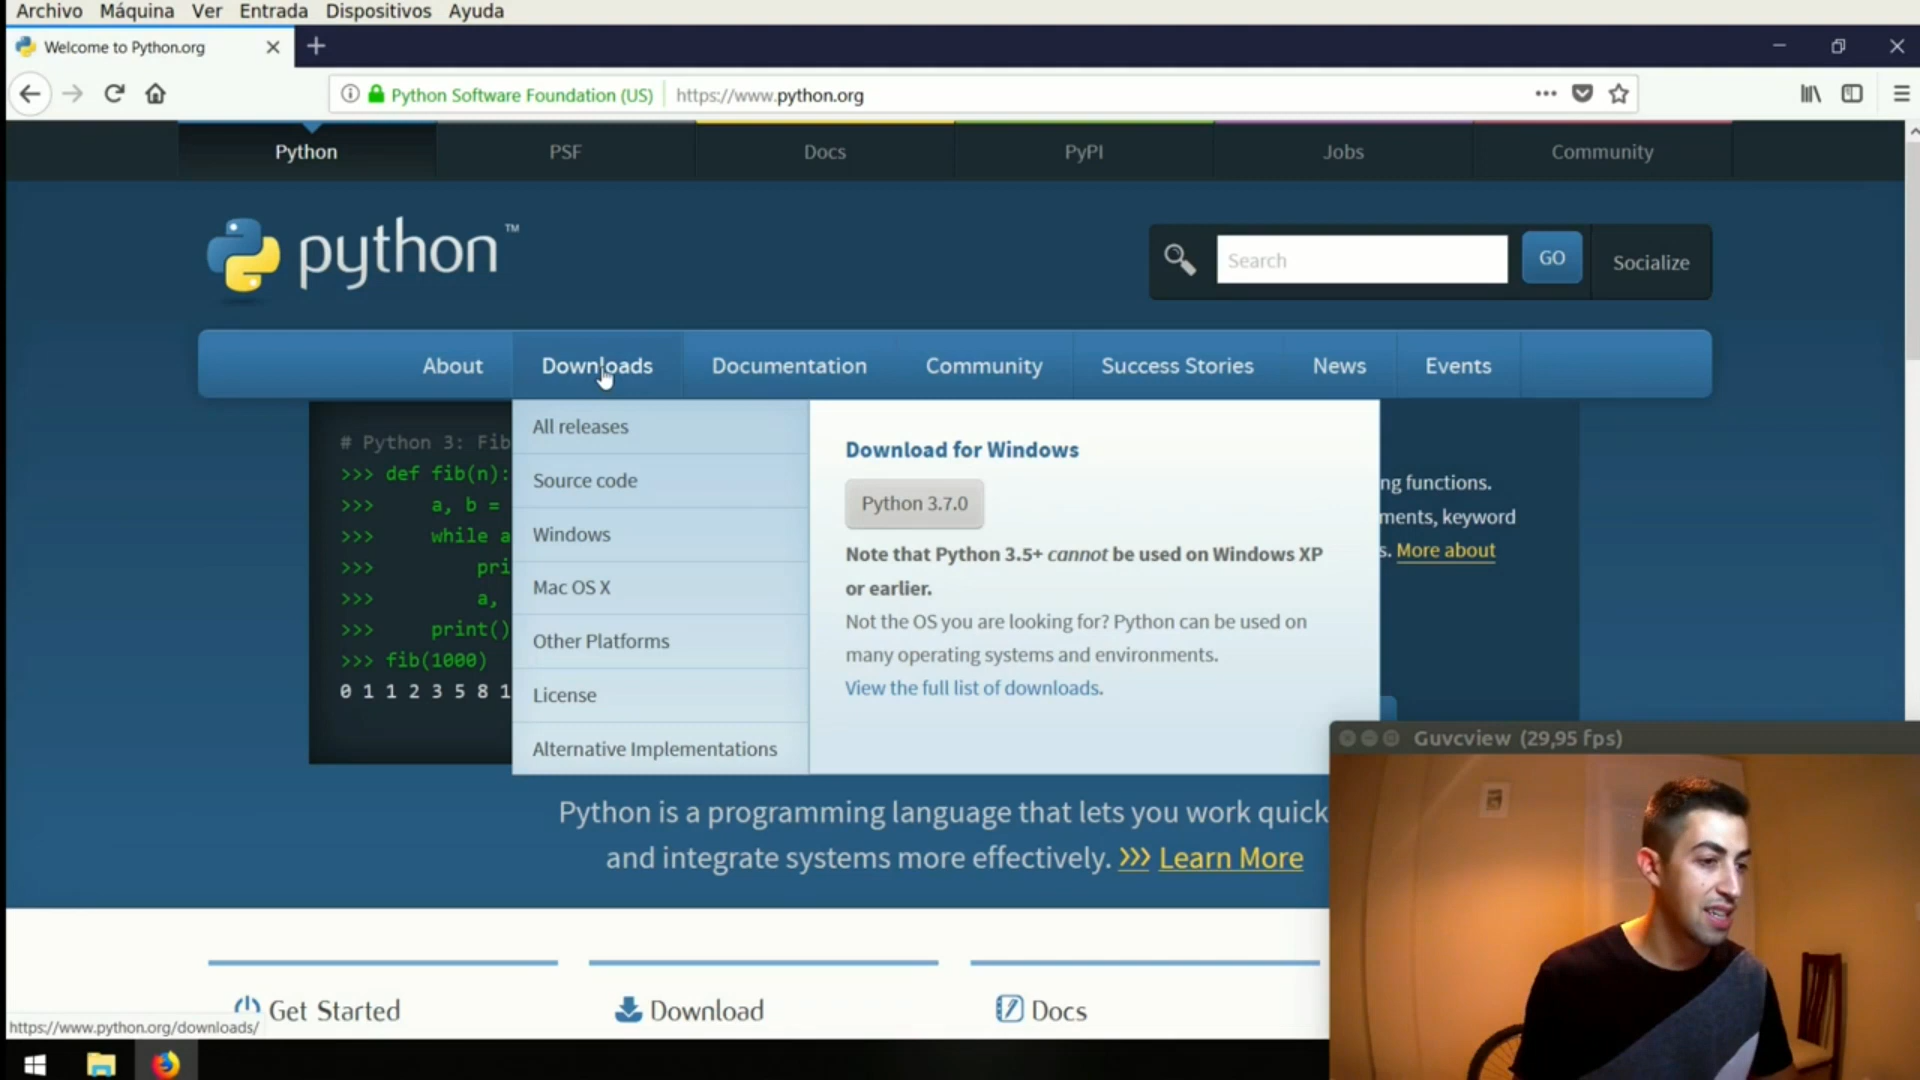 Archivo Máquina Ver Entrada Dispositivos Ayuda
Welcome to Python.org
Python Software Foundation (US) https://www.python.org
Python PSF Docs PyPI Jobs Community
python™
Search GO Socialize
About Downloads Documentation Community Success Stories News Events
All releases
Source code
Windows
Mac OS X
Other Platforms
License
Alternative Implementations
Download for Windows
Python 3.7.0
Note that Python 3.5+ cannot be used on Windows XP
or earlier.
Not the OS you are looking for? Python can be used on
many operating systems and environments.
View the full list of downloads.
# Python 3: Fib
>>> def fib(n):
>>> a, b =
>>> while a
>>> pri
>>> a,
>>> print()
>>> fib(1000)
0 1 1 2 3 5 8 1
ng functions.
ments, keyword
s. More about
Guvcview (29,95 fps)
Python is a programming language that lets you work quick
and integrate systems more effectively. >>> Learn More
Get Started Download Docs
https://www.python.org/downloads/